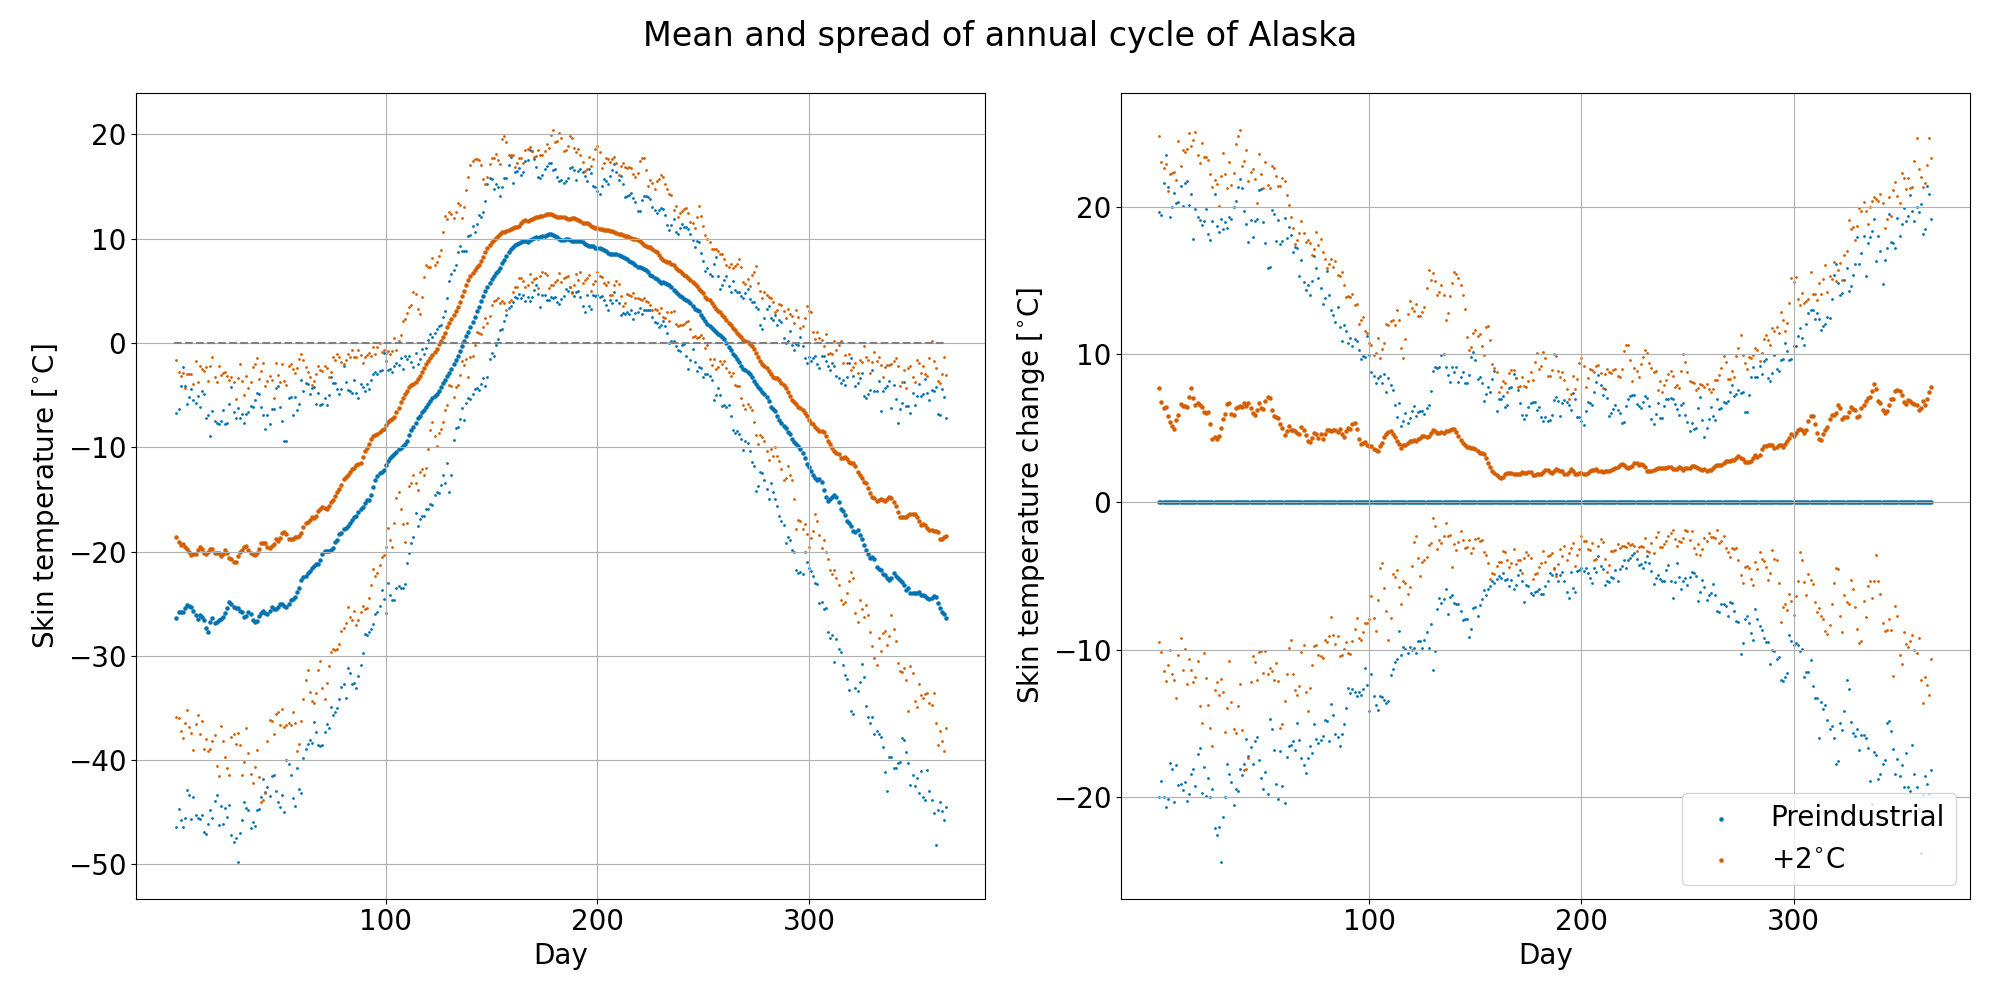 Mean and spread of annual cycle of Alaska
Skin temperature [°C]
20
10
0
−10
−20
−30
−40
−50
100
200
300
Day
Skin temperature change [°C]
20
10
0
−10
−20
100
200
300
Day
Preindustrial
+2°C